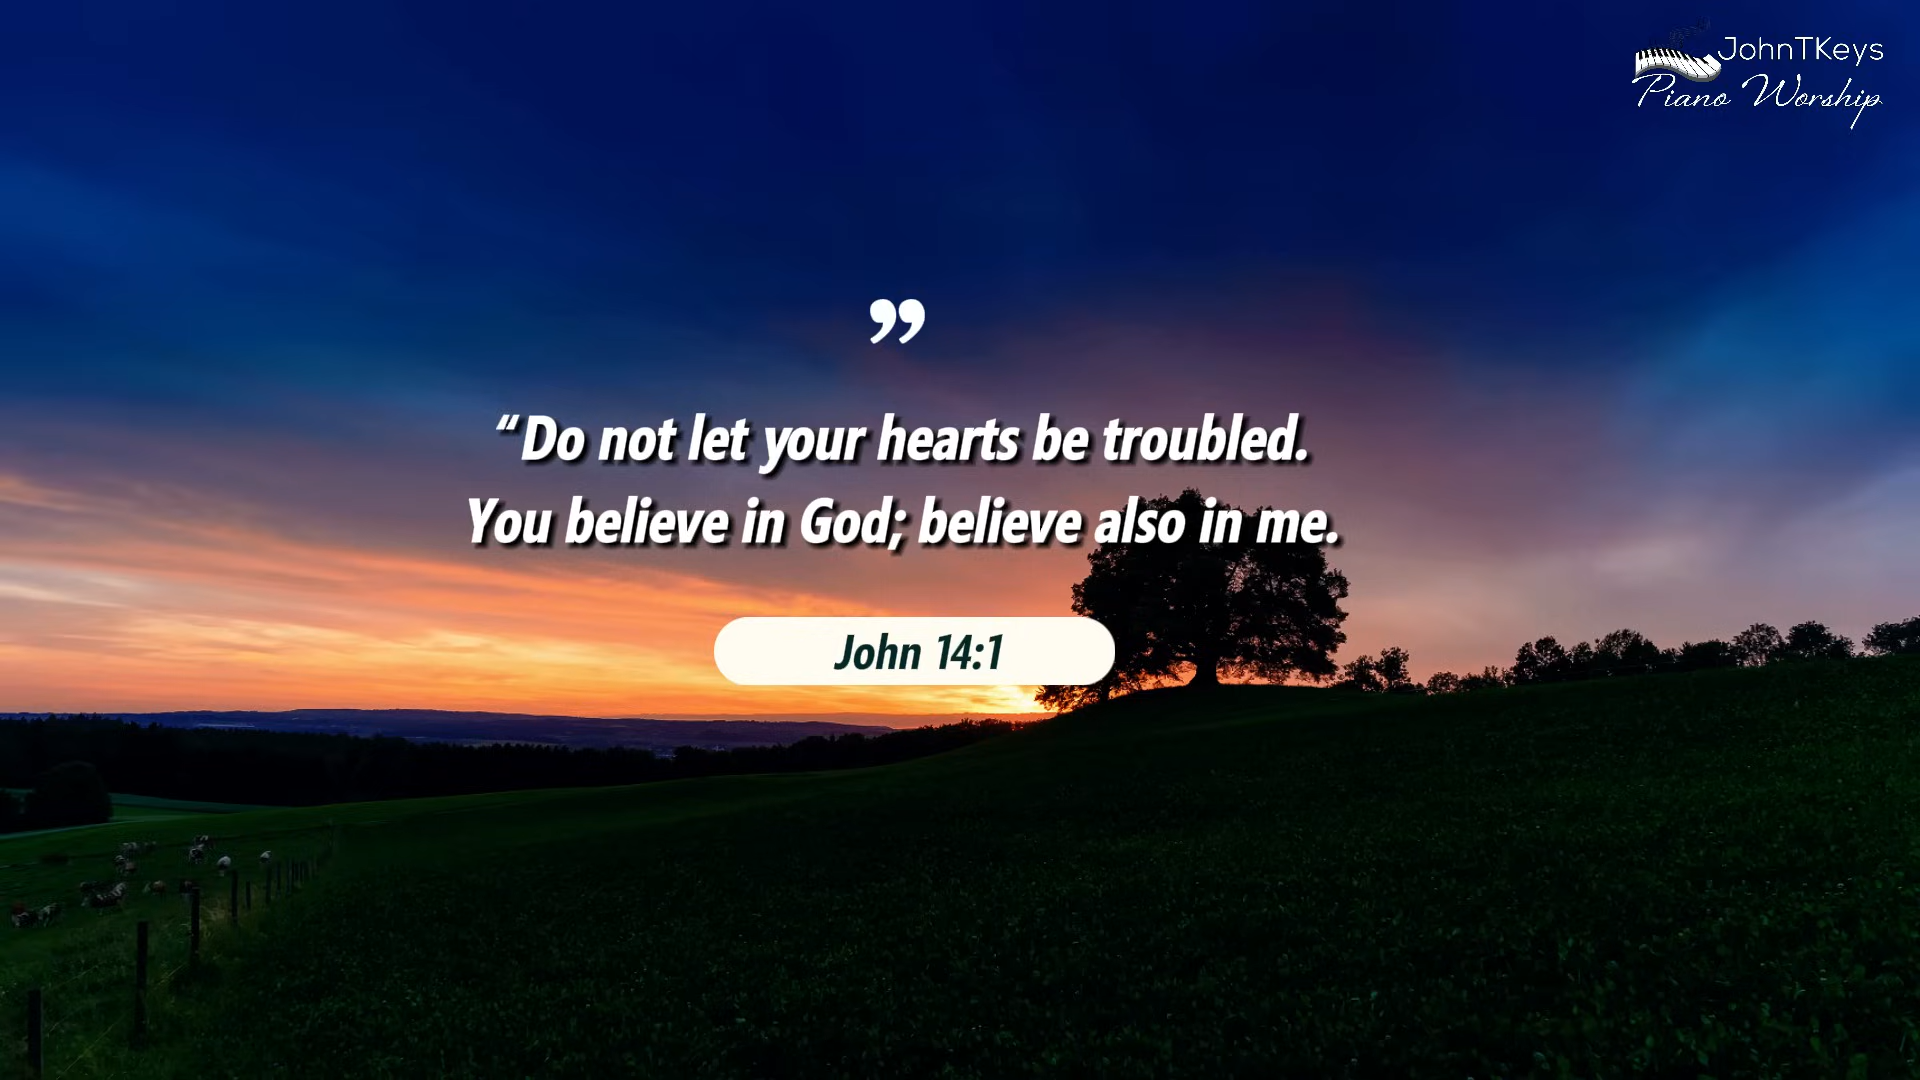 JohnTKeys
Piano Worship
”
“Do not let your hearts be troubled.
You believe in God; believe also in me.
John 14:1